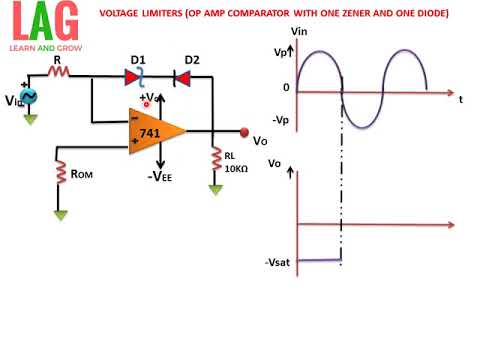 LAG
LEARN AND GROW
VOLTAGE LIMITERS (OP AMP COMPARATOR WITH ONE ZENER AND ONE DIODE)
R
D1
D2
Vin
+
741
-
+
-VEE
ROM
RL
10KΩ
VO
Vin
Vp
0
-Vp
t
Vo
-Vsat